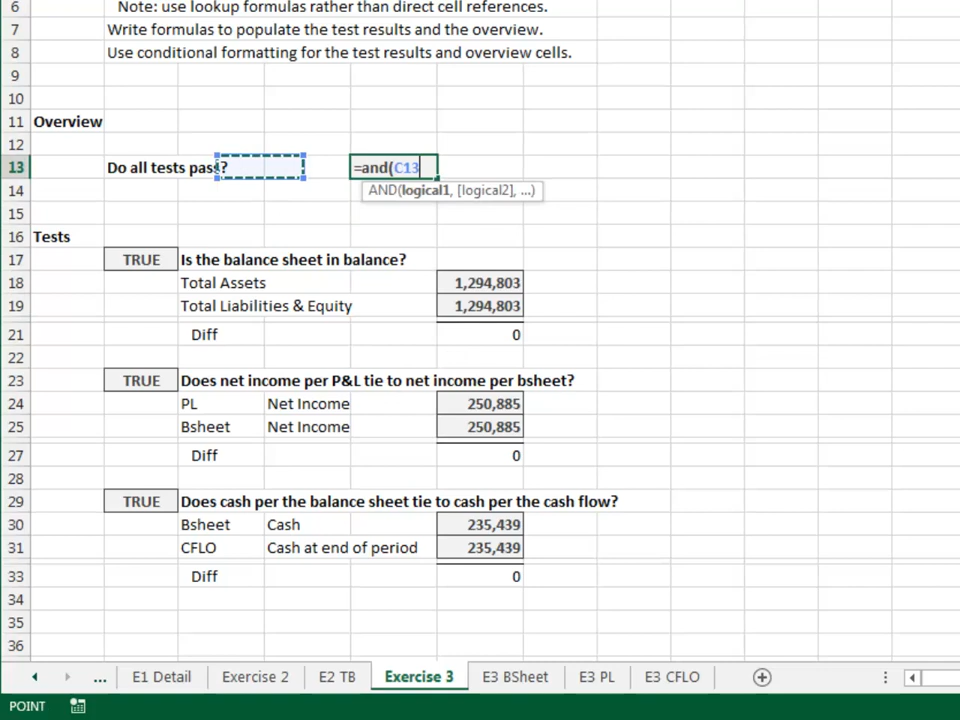 6 Note: use lookup formulas rather than direct cell references.
7 Write formulas to populate the test results and the overview.
8 Use conditional formatting for the test results and overview cells.
9
10
11 Overview
12
13 Do all tests pass? =and(C13
14 AND(logical1, [logical2], ...)
15
16 Tests
17 TRUE Is the balance sheet in balance?
18 Total Assets 1,294,803
19 Total Liabilities & Equity 1,294,803
21 Diff 0
22
23 TRUE Does net income per P&L tie to net income per bsheet?
24 PL Net Income 250,885
25 Bsheet Net Income 250,885
27 Diff 0
28
29 TRUE Does cash per the balance sheet tie to cash per the cash flow?
30 Bsheet Cash 235,439
31 CFLO Cash at end of period 235,439
33 Diff 0
34
35
36
... E1 Detail Exercise 2 E2 TB Exercise 3 E3 BSheet E3 PL E3 CFLO
POINT